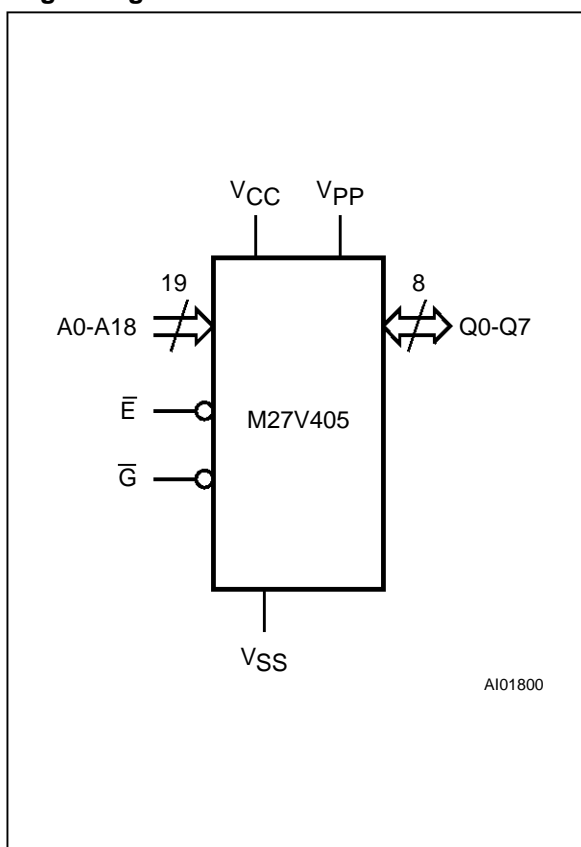 VCC VPP
19 8
A0-A18 Q0-Q7
E̅
M27V405
G̅
VSS
AI01800